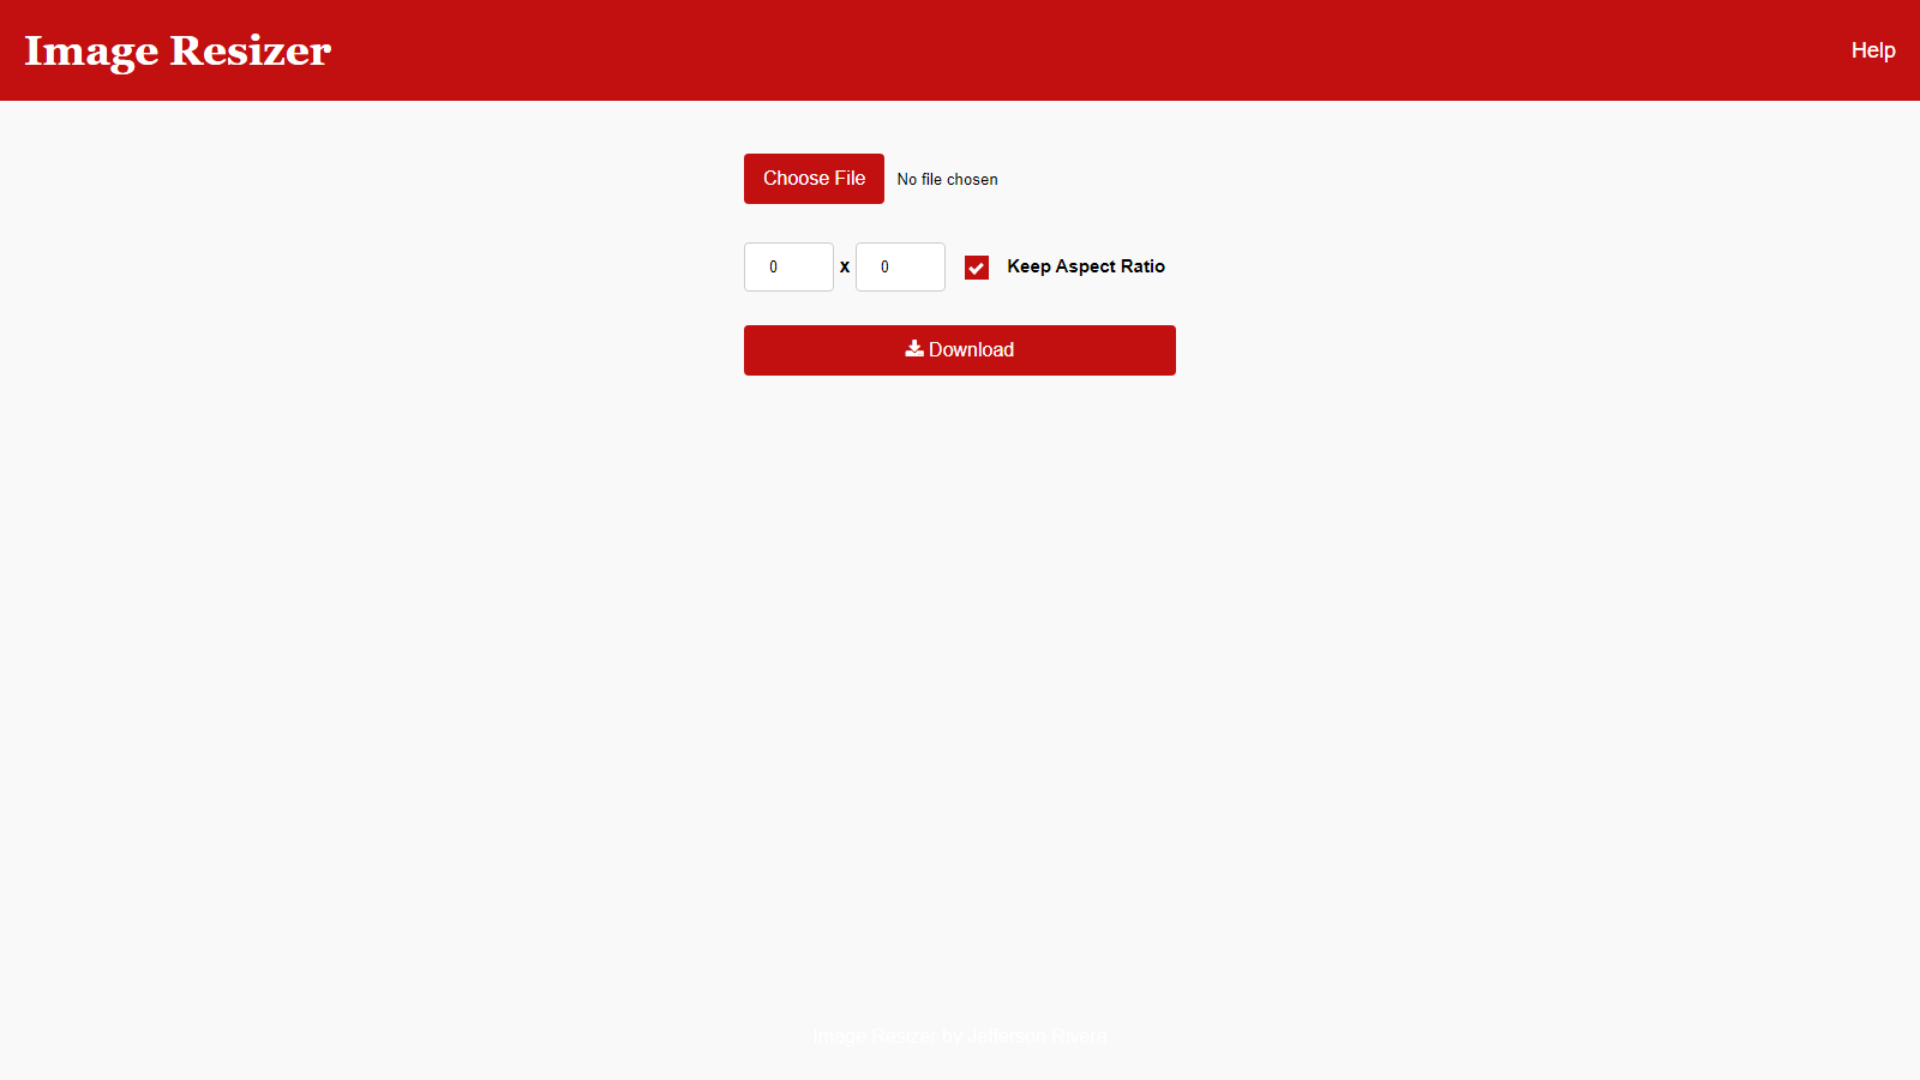 Image Resizer
Help
Choose File No file chosen
0 x 0 Keep Aspect Ratio
Download
Image Resizer by Jefferson Rivera